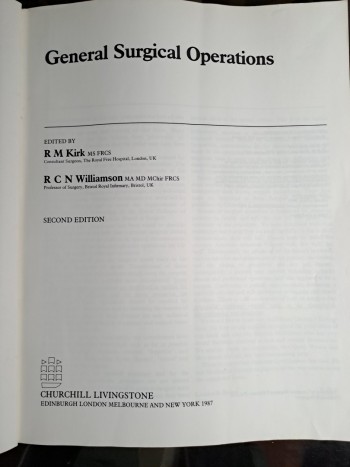 General Surgical Operations
EDITED BY
R M Kirk MS FRCS
Consultant Surgeon, The Royal Free Hospital, London, UK
R C N Williamson MA MD MChir FRCS
Professor of Surgery, Bristol Royal Infirmary, Bristol, UK
SECOND EDITION
CHURCHILL LIVINGSTONE
EDINBURGH LONDON MELBOURNE AND NEW YORK 1987